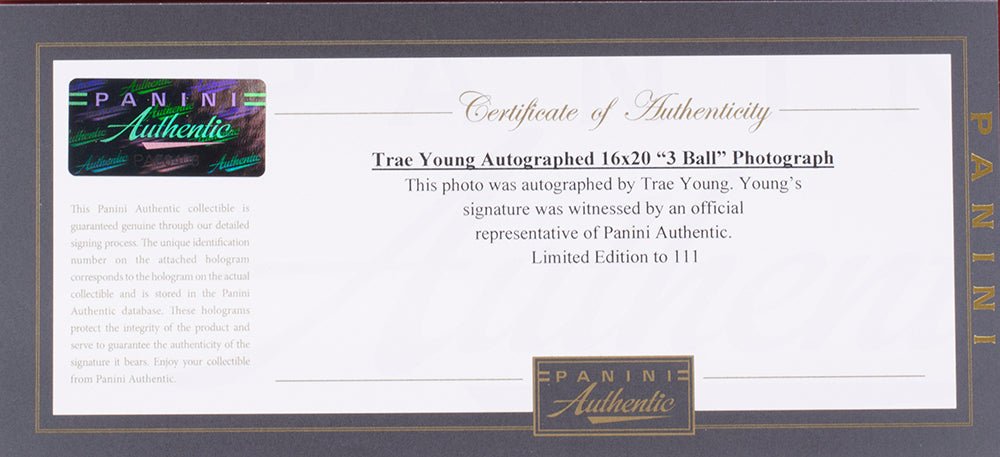 PANINI
Authentic
Certificate of Authenticity
Trae Young Autographed 16x20 “3 Ball” Photograph
This photo was autographed by Trae Young. Young’s
signature was witnessed by an official
representative of Panini Authentic.
Limited Edition to 111
This Panini Authentic collectible is
guaranteed genuine through our detailed
signing process. The unique identification
number on the attached hologram
corresponds to the hologram on the actual
collectible and is stored in the Panini
Authentic database. These holograms
protect the integrity of the product and
serve to guarantee the authenticity of the
signature it bears. Enjoy your collectible
from Panini Authentic.
PANINI
Authentic
PANINI